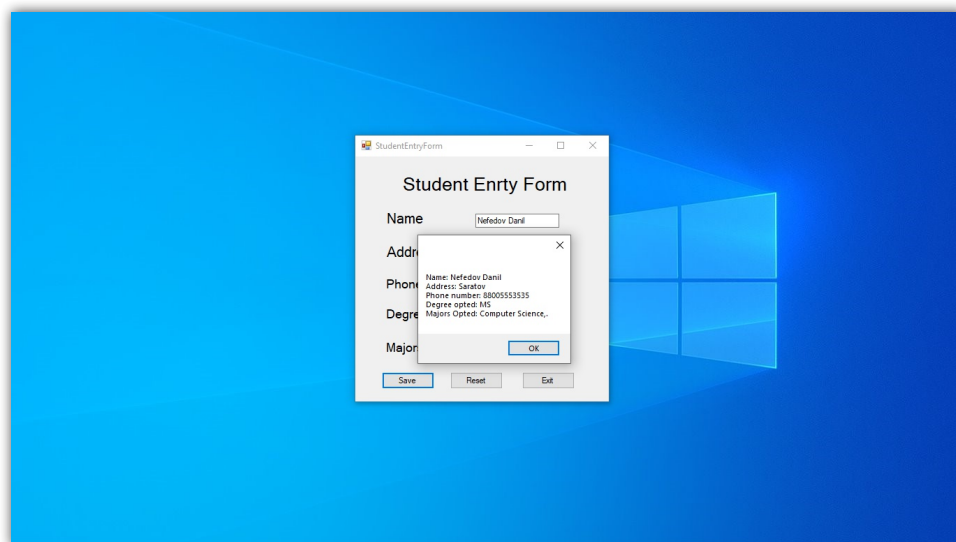 StudentEntryForm
Student Enrty Form
Name
Nefedov Danil
Name: Nefedov Danil
Address: Saratov
Phone number: 88005553535
Degree opted: MS
Majors Opted: Computer Science,.
Addre
Phone
Degre
Major
OK
Save Reset Exit